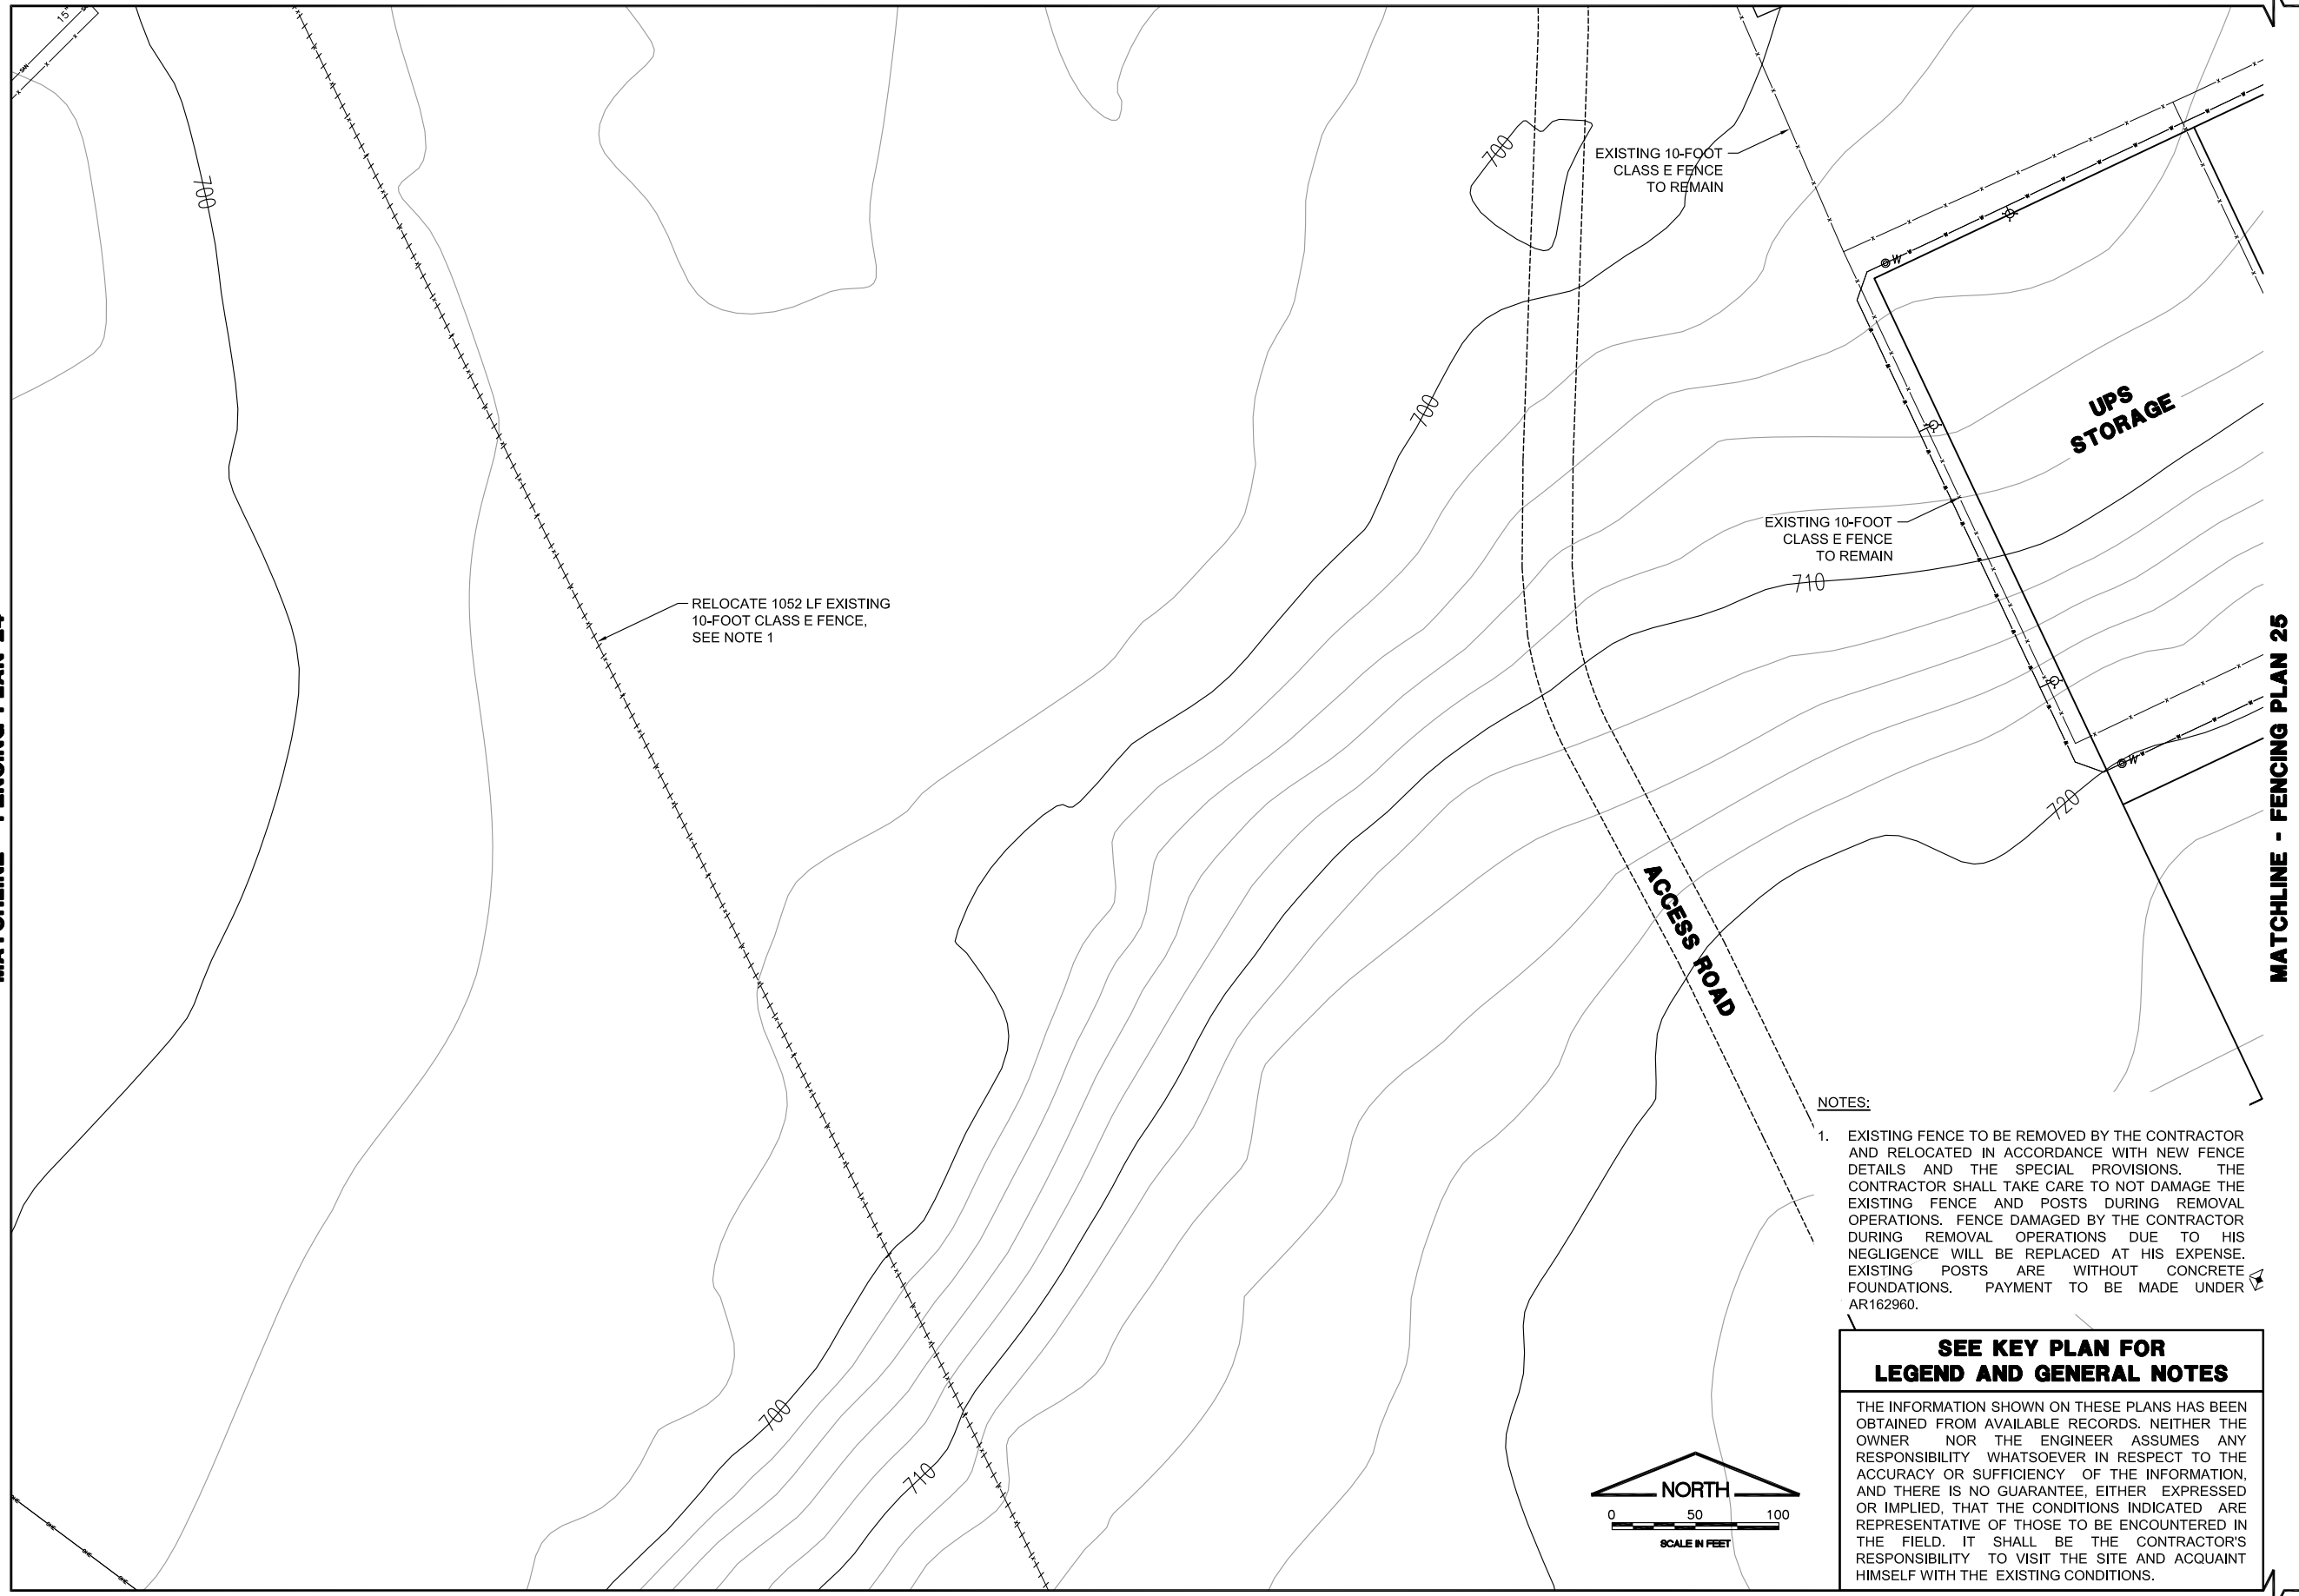 15"
700
700
EXISTING 10-FOOT
CLASS E FENCE
TO REMAIN
W
700
UPS
STORAGE
EXISTING 10-FOOT
CLASS E FENCE
TO REMAIN
710
RELOCATE 1052 LF EXISTING
10-FOOT CLASS E FENCE,
SEE NOTE 1
MATCHLINE - FENCING PLAN 25
W
720
ACCESS ROAD
NOTES:
1. EXISTING FENCE TO BE REMOVED BY THE CONTRACTOR
AND RELOCATED IN ACCORDANCE WITH NEW FENCE
DETAILS AND THE SPECIAL PROVISIONS. THE
CONTRACTOR SHALL TAKE CARE TO NOT DAMAGE THE
EXISTING FENCE AND POSTS DURING REMOVAL
OPERATIONS. FENCE DAMAGED BY THE CONTRACTOR
DURING REMOVAL OPERATIONS DUE TO HIS
NEGLIGENCE WILL BE REPLACED AT HIS EXPENSE.
EXISTING POSTS ARE WITHOUT CONCRETE
FOUNDATIONS. PAYMENT TO BE MADE UNDER
AR162960.
700
710
NORTH
0 50 100
SCALE IN FEET
SEE KEY PLAN FOR
LEGEND AND GENERAL NOTES
THE INFORMATION SHOWN ON THESE PLANS HAS BEEN
OBTAINED FROM AVAILABLE RECORDS. NEITHER THE
OWNER NOR THE ENGINEER ASSUMES ANY
RESPONSIBILITY WHATSOEVER IN RESPECT TO THE
ACCURACY OR SUFFICIENCY OF THE INFORMATION,
AND THERE IS NO GUARANTEE, EITHER EXPRESSED
OR IMPLIED, THAT THE CONDITIONS INDICATED ARE
REPRESENTATIVE OF THOSE TO BE ENCOUNTERED IN
THE FIELD. IT SHALL BE THE CONTRACTOR'S
RESPONSIBILITY TO VISIT THE SITE AND ACQUAINT
HIMSELF WITH THE EXISTING CONDITIONS.